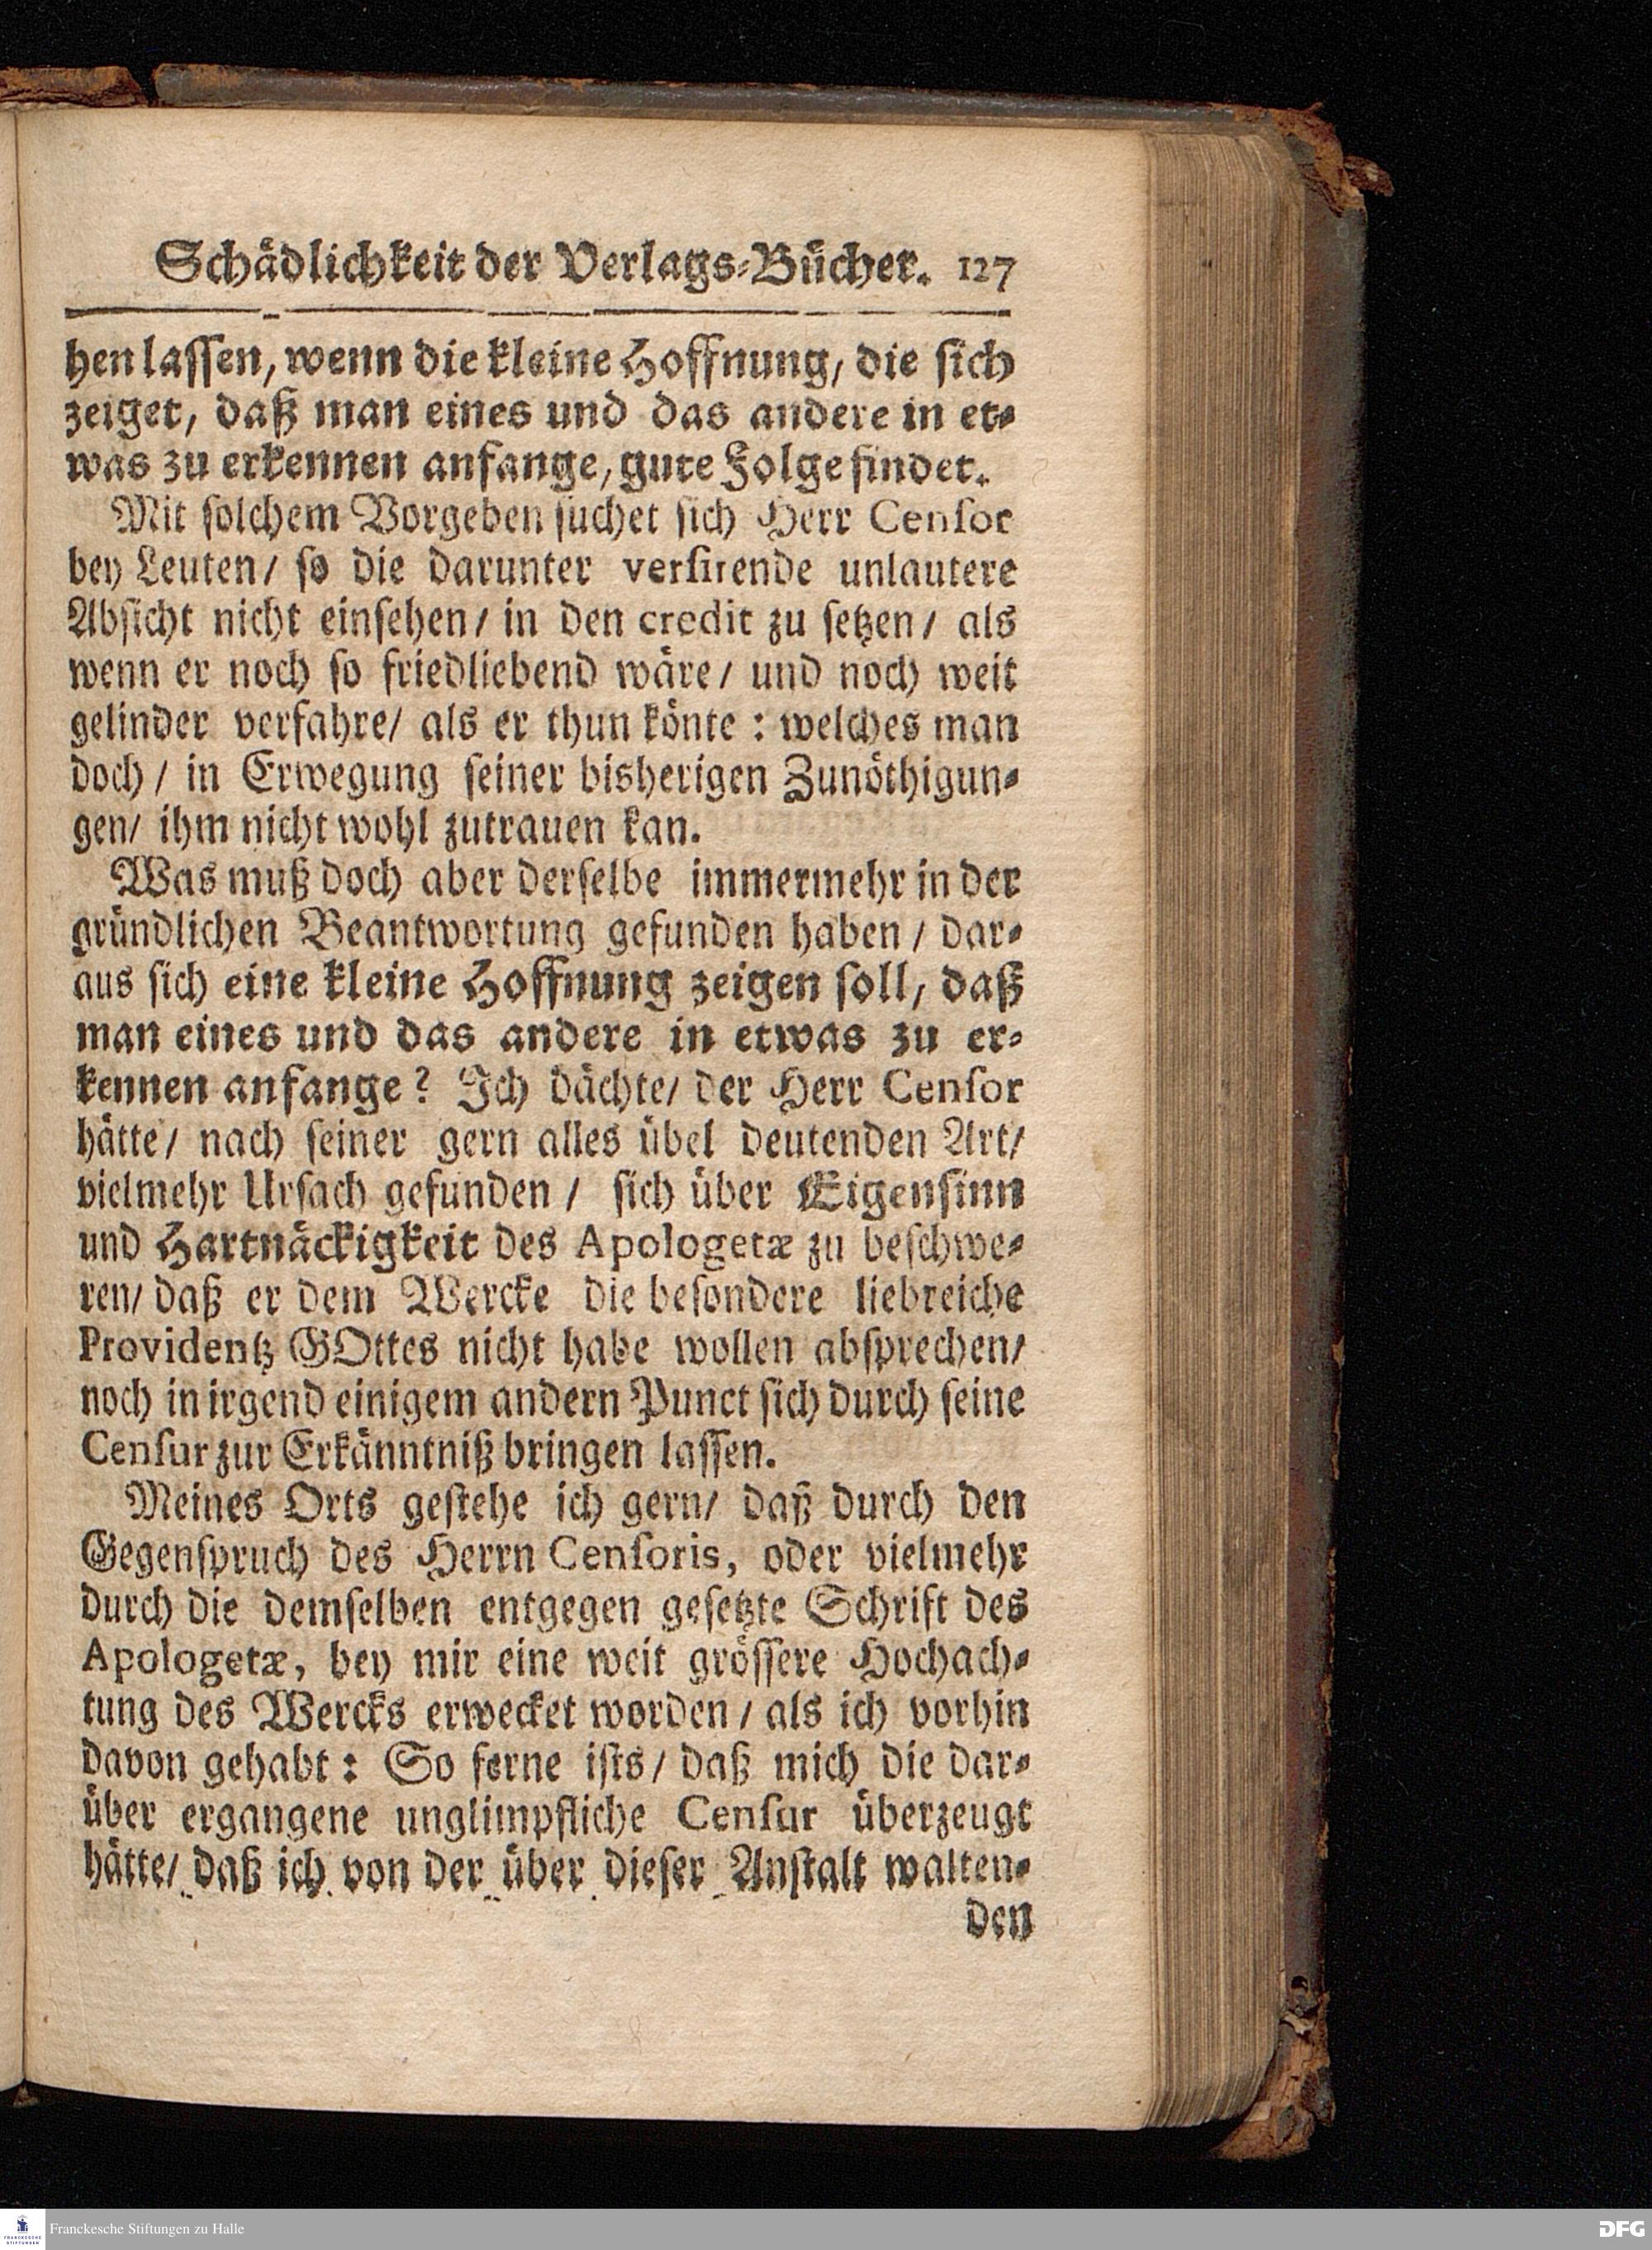 Schädlichkeit der Verlags-Bücher. 127
hen lassen, wenn die kleine Hoffnung, die sich
zeiget, daß man eines und das andere in et-
was zu erkennen anfange, gute Folge findet.
Mit solchem Vorgeben suchet sich Herr Censor
bey Leuten/ so die darunter versirende unlautere
Absicht nicht einsehen/ in den credit zu setzen/ als
wenn er noch so friedliebend wäre/ und noch weit
gelinder verfahre/ als er thun könte: welches man
doch/ in Erwegung seiner bisherigen Zunöthigun-
gen/ ihm nicht wohl zutrauen kan.
Was muß doch aber derselbe immermehr in der
gründlichen Beantwortung gefunden haben/ dar-
aus sich eine kleine Hoffnung zeigen soll, daß
man eines und das andere in etwas zu er-
kennen anfange? Ich dächte/ der Herr Censor
hätte/ nach seiner gern alles übel deutenden Art/
vielmehr Ursach gefunden/ sich über Eigensinn
und Hartnäckigkeit des Apologetæ zu beschwe-
ren/ daß er dem Wercke die besondere liebreiche
Providentz GOttes nicht habe wollen absprechen/
noch in irgend einigem andern Punct sich durch seine
Censur zur Erkänntniß bringen lassen.
Meines Orts gestehe ich gern/ daß durch den
Gegenspruch des Herrn Censoris, oder vielmehr
durch die demselben entgegen gesetzte Schrift des
Apologetæ, bey mir eine weit grössere Hochach-
tung des Wercks erwecket worden/ als ich vorhin
davon gehabt: So ferne ists/ daß mich die dar-
über ergangene unglimpfliche Censur überzeugt
hätte/ daß ich von der über dieser Anstalt walten-
den
Franckesche Stiftungen zu Halle
FRANCKESCHE
STIFTUNGEN
DFG